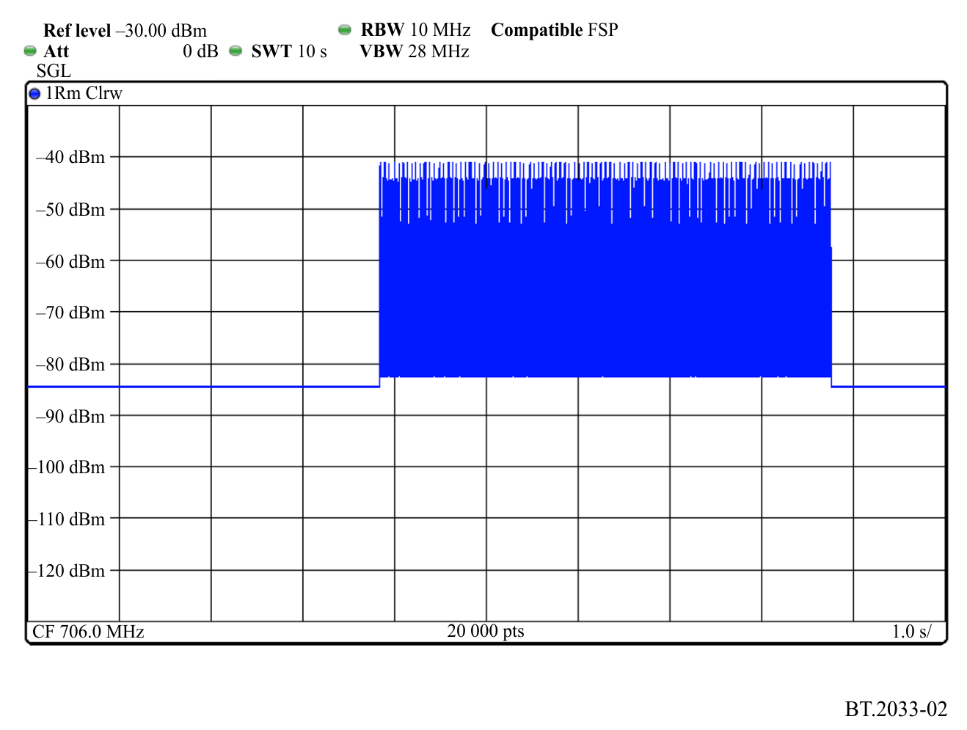 Ref level –30.00 dBm RBW 10 MHz Compatible FSP
Att 0 dB SWT 10 s VBW 28 MHz
SGL
1Rm Clrw
–40 dBm
–50 dBm
–60 dBm
–70 dBm
–80 dBm
–90 dBm
–100 dBm
–110 dBm
–120 dBm
CF 706.0 MHz 20 000 pts 1.0 s/
BT.2033-02